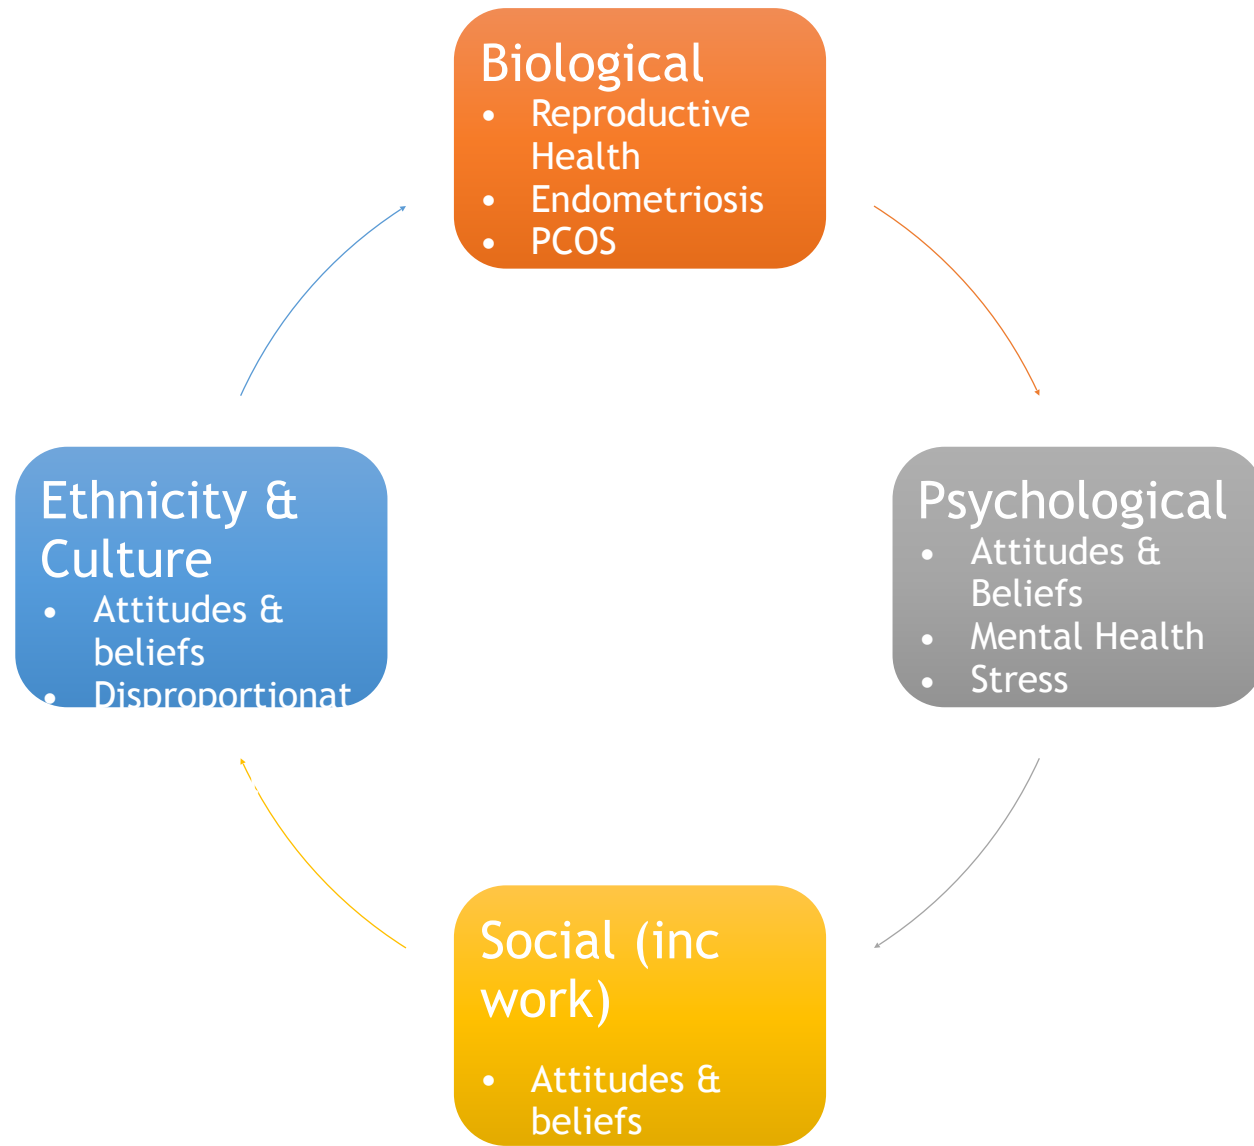 Biological
• Reproductive
Health
• Endometriosis
• PCOS
Psychological
• Attitudes &
Beliefs
• Mental Health
• Stress
Social (inc
work)
• Attitudes &
beliefs
Ethnicity &
Culture
• Attitudes &
beliefs
• Disproportionat